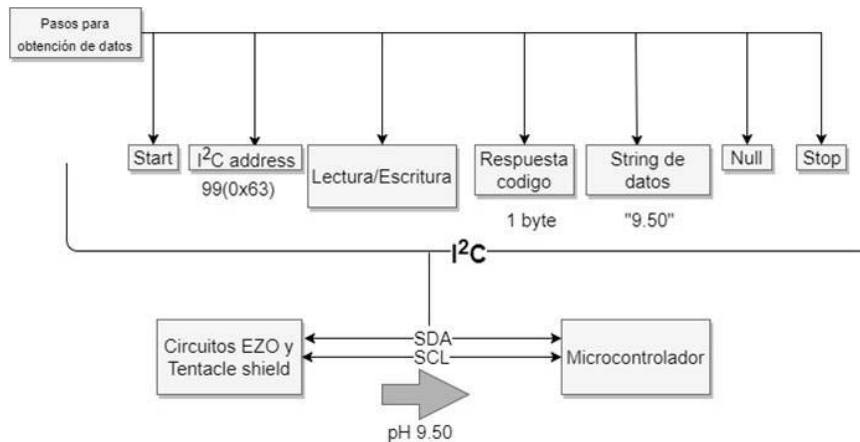 Pasos para
obtención de datos
Start
I²C address
99(0x63)
Lectura/Escritura
Respuesta
codigo
1 byte
String de
datos
"9.50"
Null
Stop
I²C
Circuitos EZO y
Tentacle shield
SDA
SCL
Microcontrolador
pH 9.50